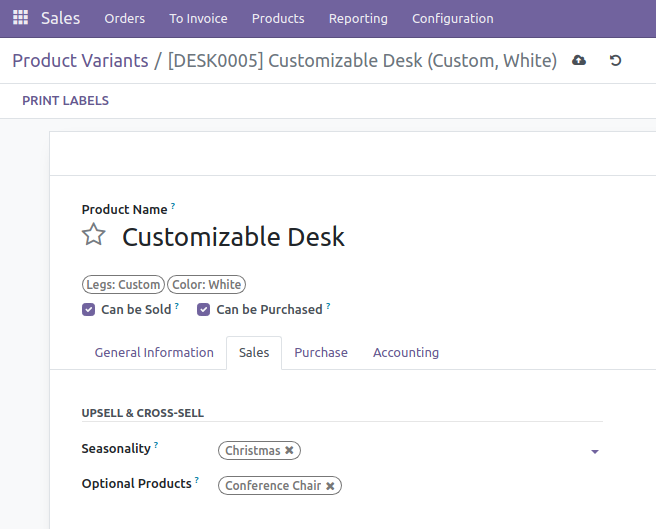 Sales Orders To Invoice Products Reporting Configuration
Product Variants / [DESK0005] Customizable Desk (Custom, White)
PRINT LABELS
Product Name ?
Customizable Desk
Legs: Custom Color: White
Can be Sold ? Can be Purchased ?
General Information Sales Purchase Accounting
UPSELL & CROSS-SELL
Seasonality ? Christmas ✖
Optional Products ? Conference Chair ✖